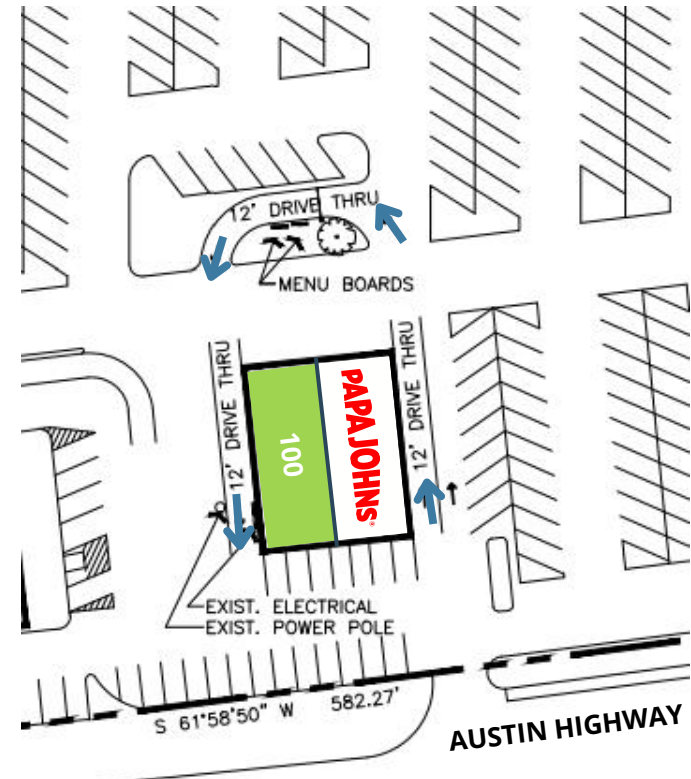 12' DRIVE THRU
MENU BOARDS
12' DRIVE THRU
100
PAPA JOHNS®
12' DRIVE THRU
EXIST. ELECTRICAL
EXIST. POWER POLE
S 61°58'50" W 582.27'
AUSTIN HIGHWAY